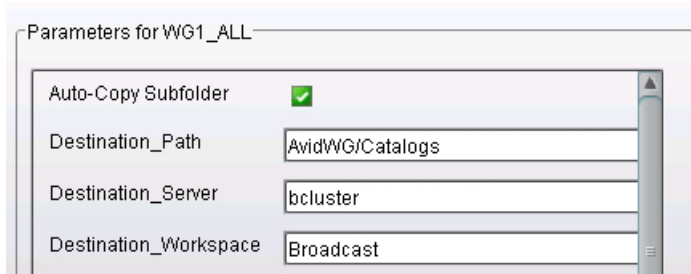 Parameters for WG1_ALL
Auto-Copy Subfolder
Destination_Path AvidWG/Catalogs
Destination_Server bcluster
Destination_Workspace Broadcast